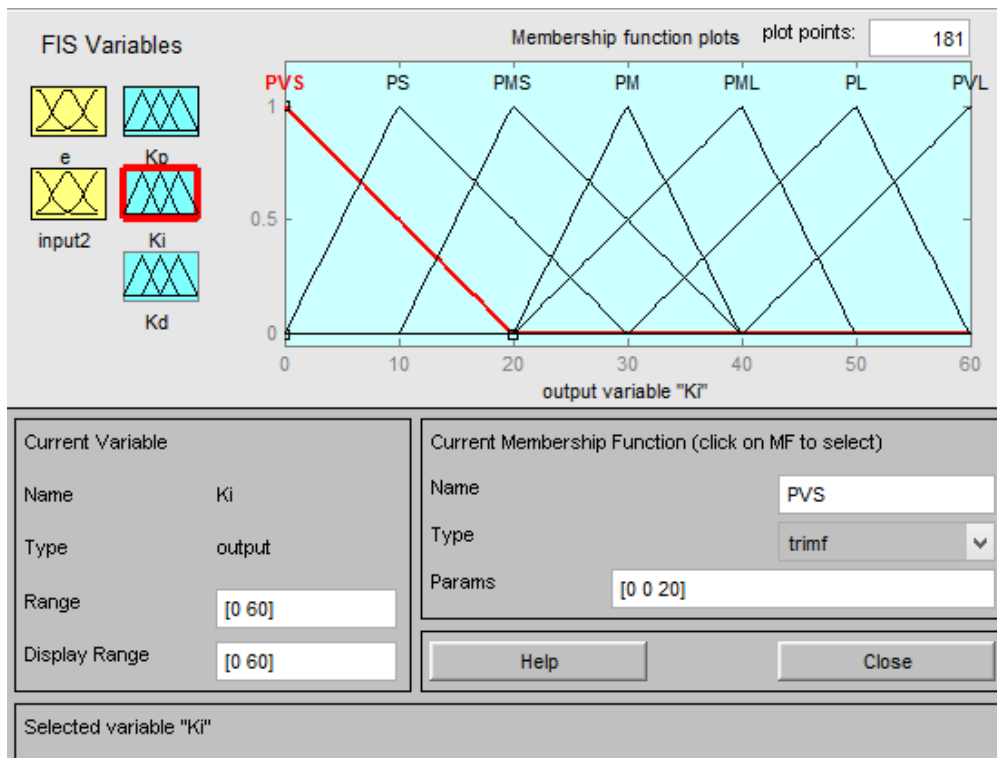 FIS Variables
Membership function plots
plot points:
181
e
Kp
input2
Ki
Kd
PVS PS PMS PM PML PL PVL
1
0.5
0
0 10 20 30 40 50 60
output variable "Ki"
Current Variable
Name Ki
Type output
Range [0 60]
Display Range [0 60]
Current Membership Function (click on MF to select)
Name PVS
Type trimf
Params [0 0 20]
Help Close
Selected variable "Ki"